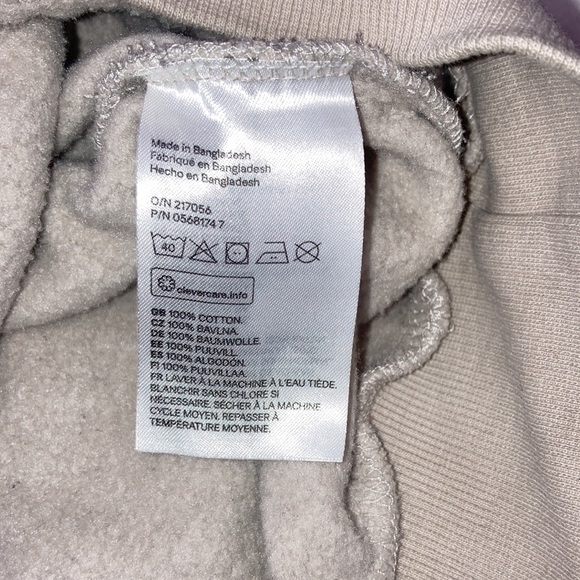 Made in Bangladesh
Fabriqué en Bangladesh
Hecho en Bangladesh
O/N 217056
P/N 0568174 7
40
clevercare.info
GB 100% COTTON.
CZ 100% BAVLNA.
DE 100% BAUMWOLLE.
EE 100% PUUVILL.
ES 100% ALGODÓN.
FI 100% PUUVILLAA.
FR LAVER À LA MACHINE À L'EAU TIÈDE.
BLANCHIR SANS CHLORE SI
NÉCESSAIRE. SÉCHER À LA MACHINE
CYCLE MOYEN. REPASSER À
TEMPÉRATURE MOYENNE.